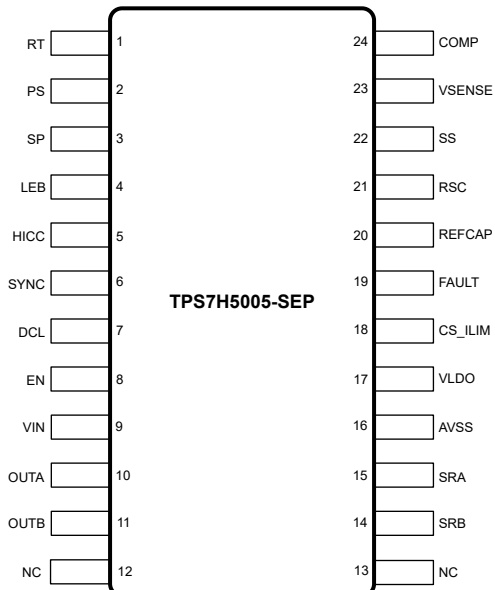 RT 1 24 COMP
PS 2 23 VSENSE
SP 3 22 SS
LEB 4 21 RSC
HICC 5 20 REFCAP
SYNC 6 19 FAULT
TPS7H5005-SEP
DCL 7 18 CS_ILIM
EN 8 17 VLDO
VIN 9 16 AVSS
OUTA 10 15 SRA
OUTB 11 14 SRB
NC 12 13 NC